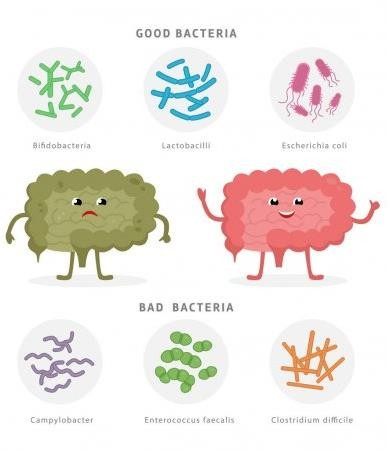 GOOD BACTERIA
Bifidobacteria Lactobacilli Escherichia coli
BAD BACTERIA
Campylobacter Enterococcus faecalis Clostridium difficile